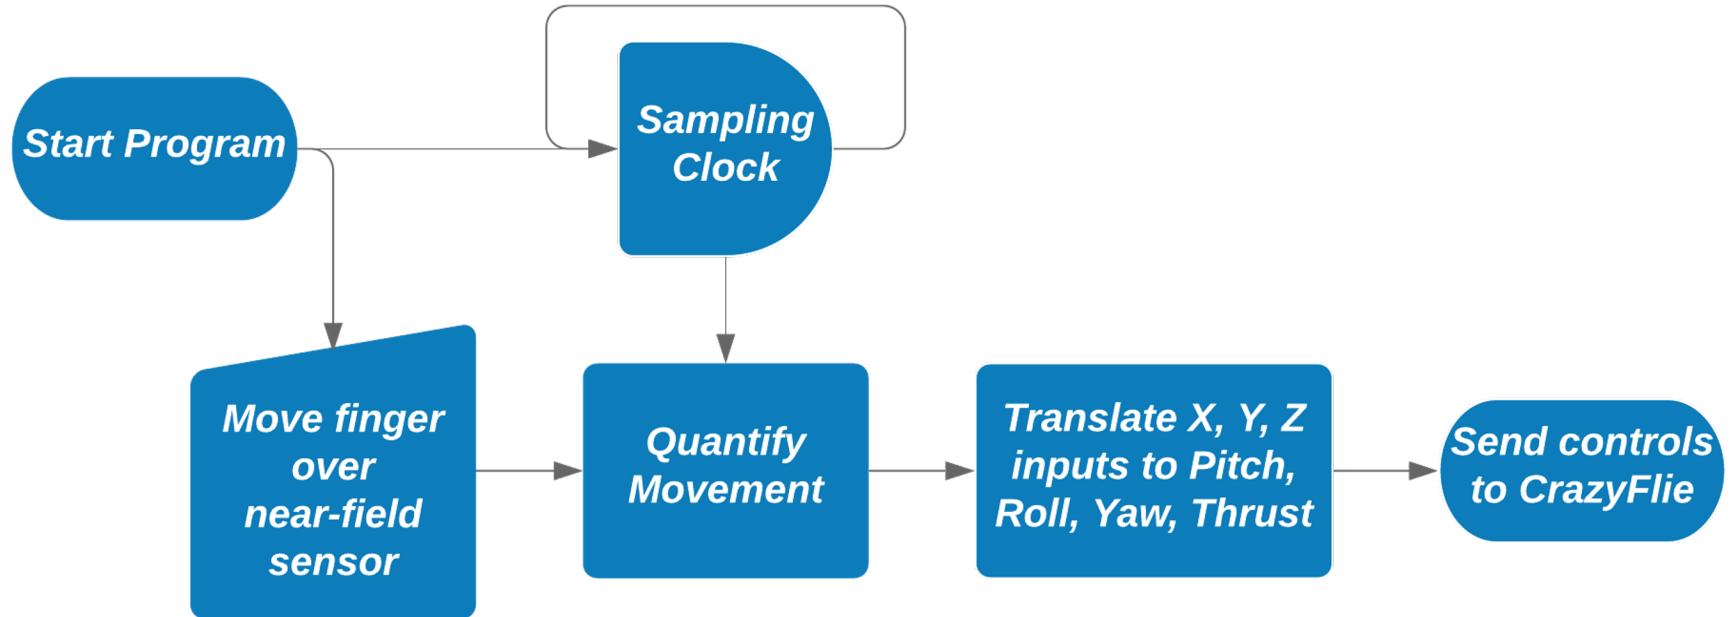 Start Program
Sampling
Clock
Move finger
over
near-field
sensor
Quantify
Movement
Translate X, Y, Z
inputs to Pitch,
Roll, Yaw, Thrust
Send controls
to CrazyFlie